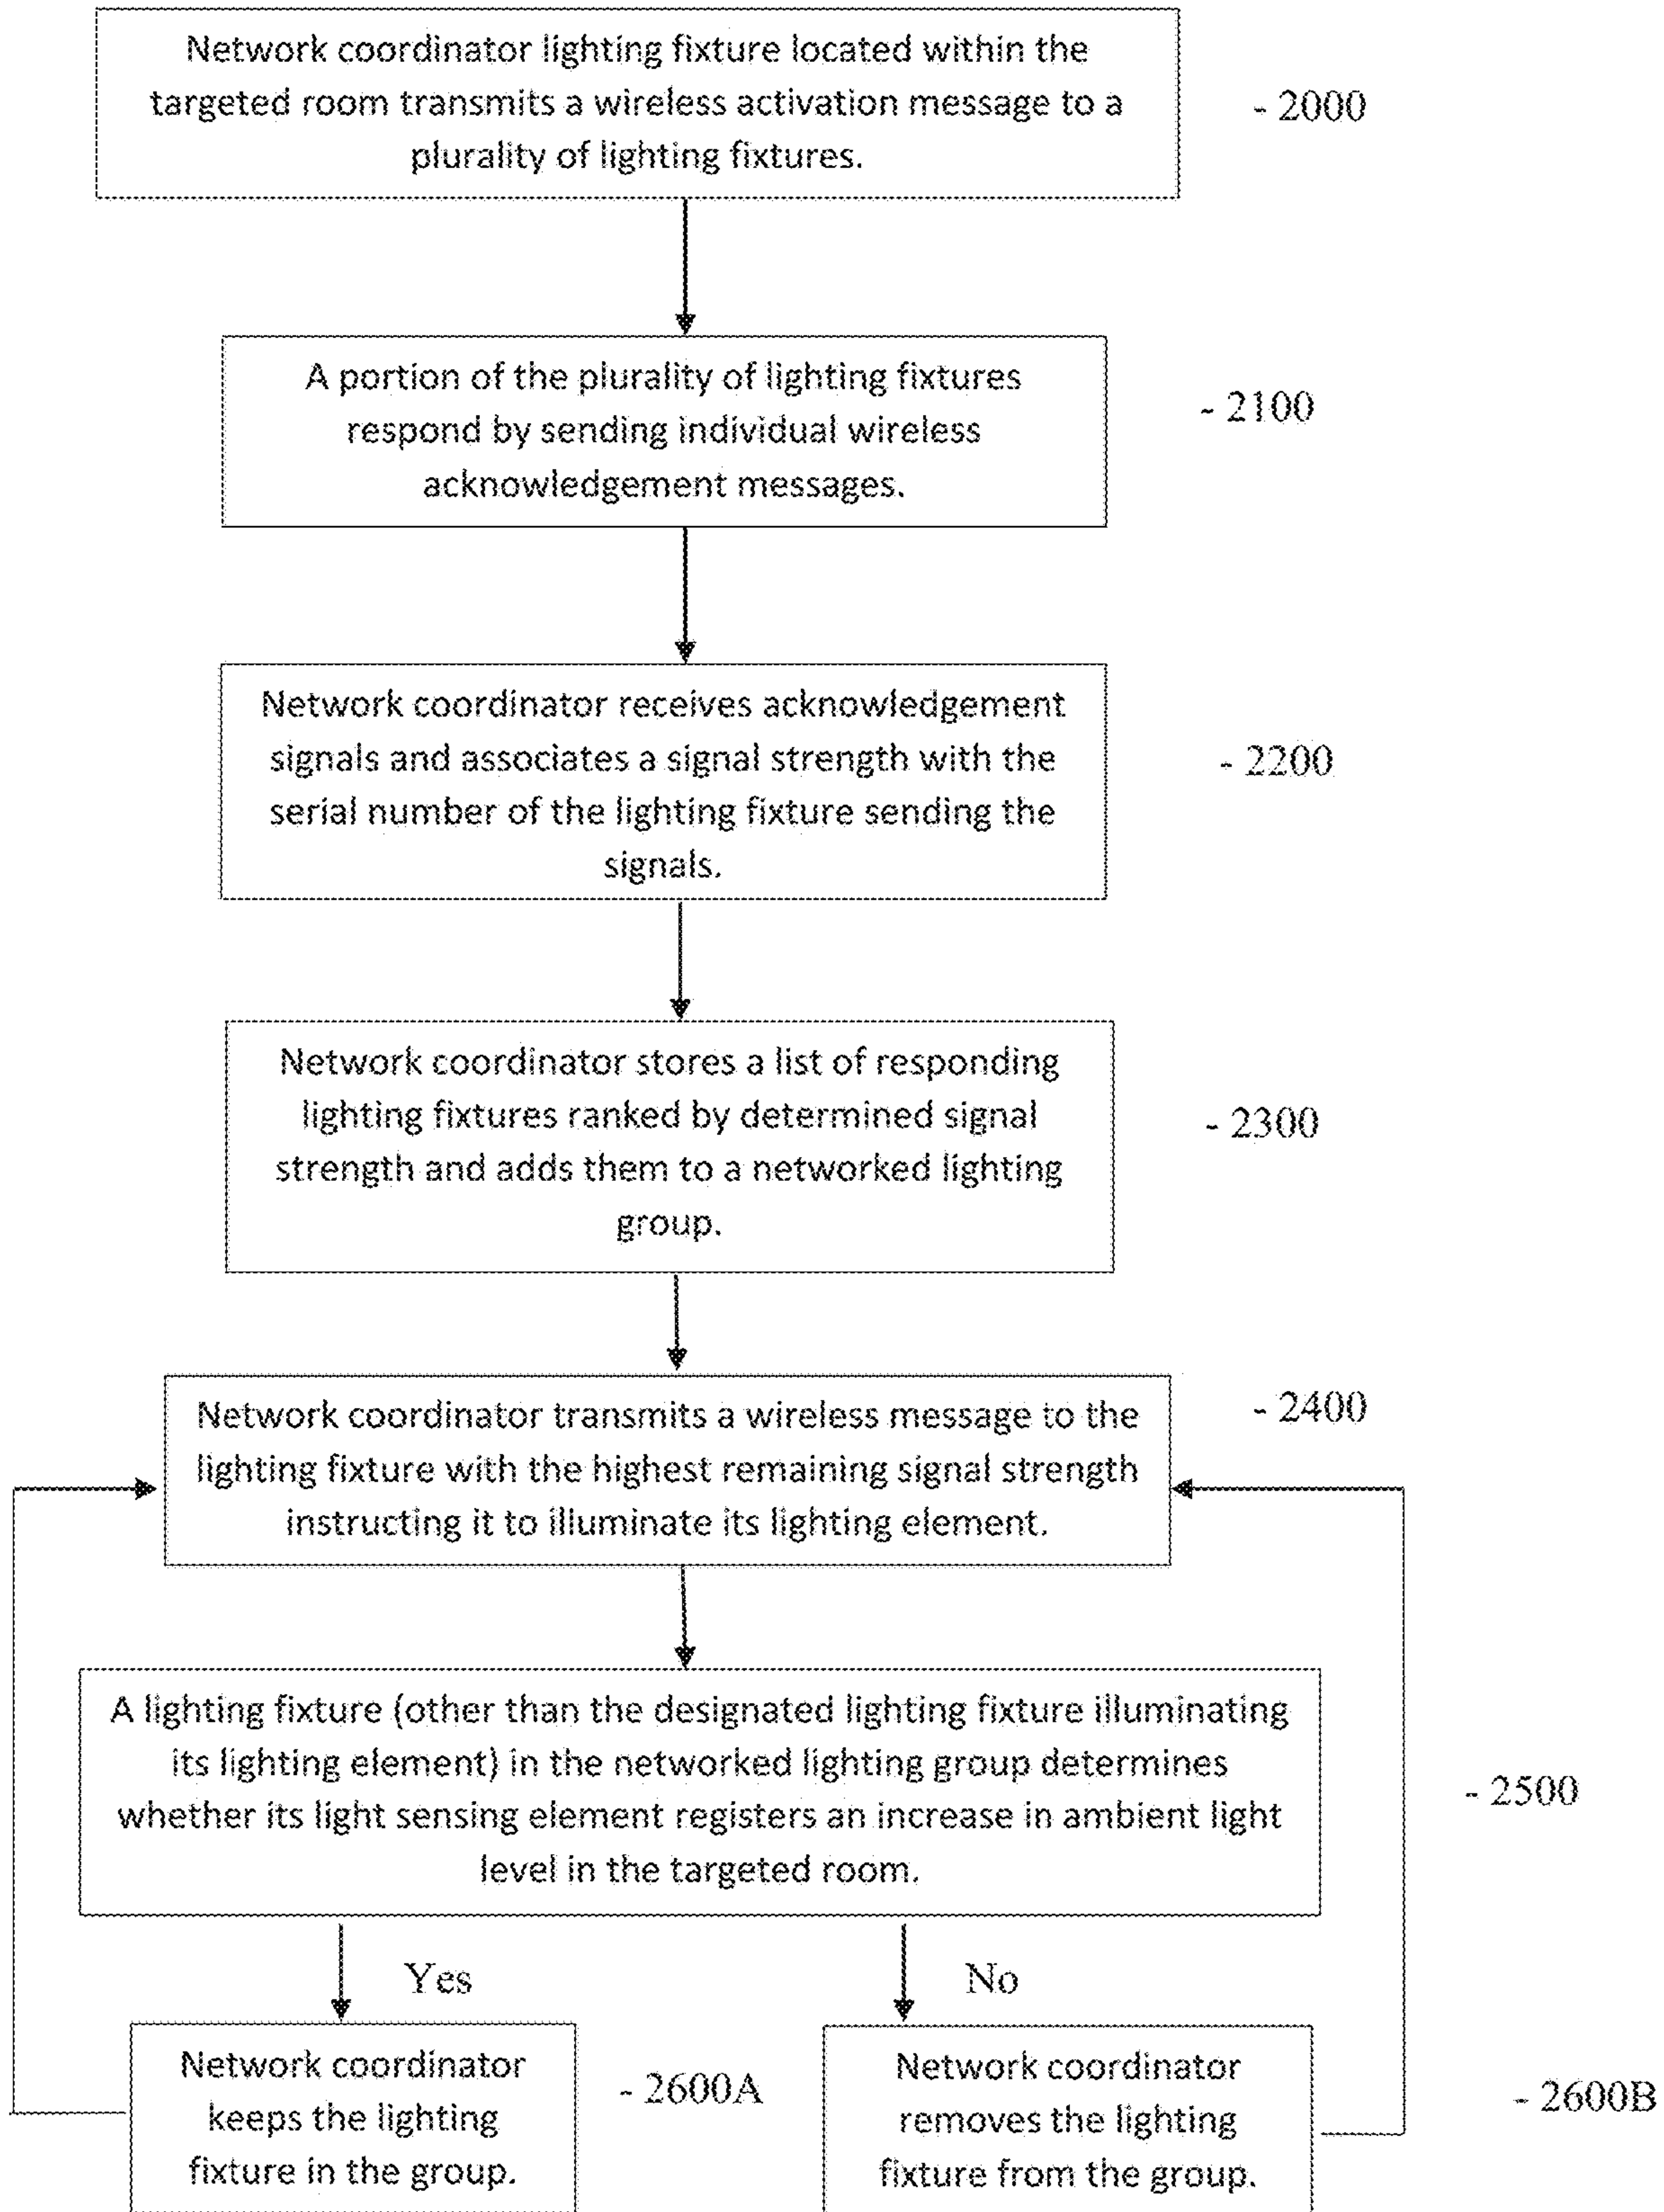 Network coordinator lighting fixture located within the
targeted room transmits a wireless activation message to a
plurality of lighting fixtures.
- 2000
A portion of the plurality of lighting fixtures
respond by sending individual wireless
acknowledgement messages.
- 2100
Network coordinator receives acknowledgement
signals and associates a signal strength with the
serial number of the lighting fixture sending the
signals.
- 2200
Network coordinator stores a list of responding
lighting fixtures ranked by determined signal
strength and adds them to a networked lighting
group.
- 2300
Network coordinator transmits a wireless message to the
lighting fixture with the highest remaining signal strength
instructing it to illuminate its lighting element.
- 2400
A lighting fixture (other than the designated lighting fixture illuminating
its lighting element) in the networked lighting group determines
whether its light sensing element registers an increase in ambient light
level in the targeted room.
- 2500
Yes
No
Network coordinator
keeps the lighting
fixture in the group.
- 2600A
Network coordinator
removes the lighting
fixture from the group.
- 2600B